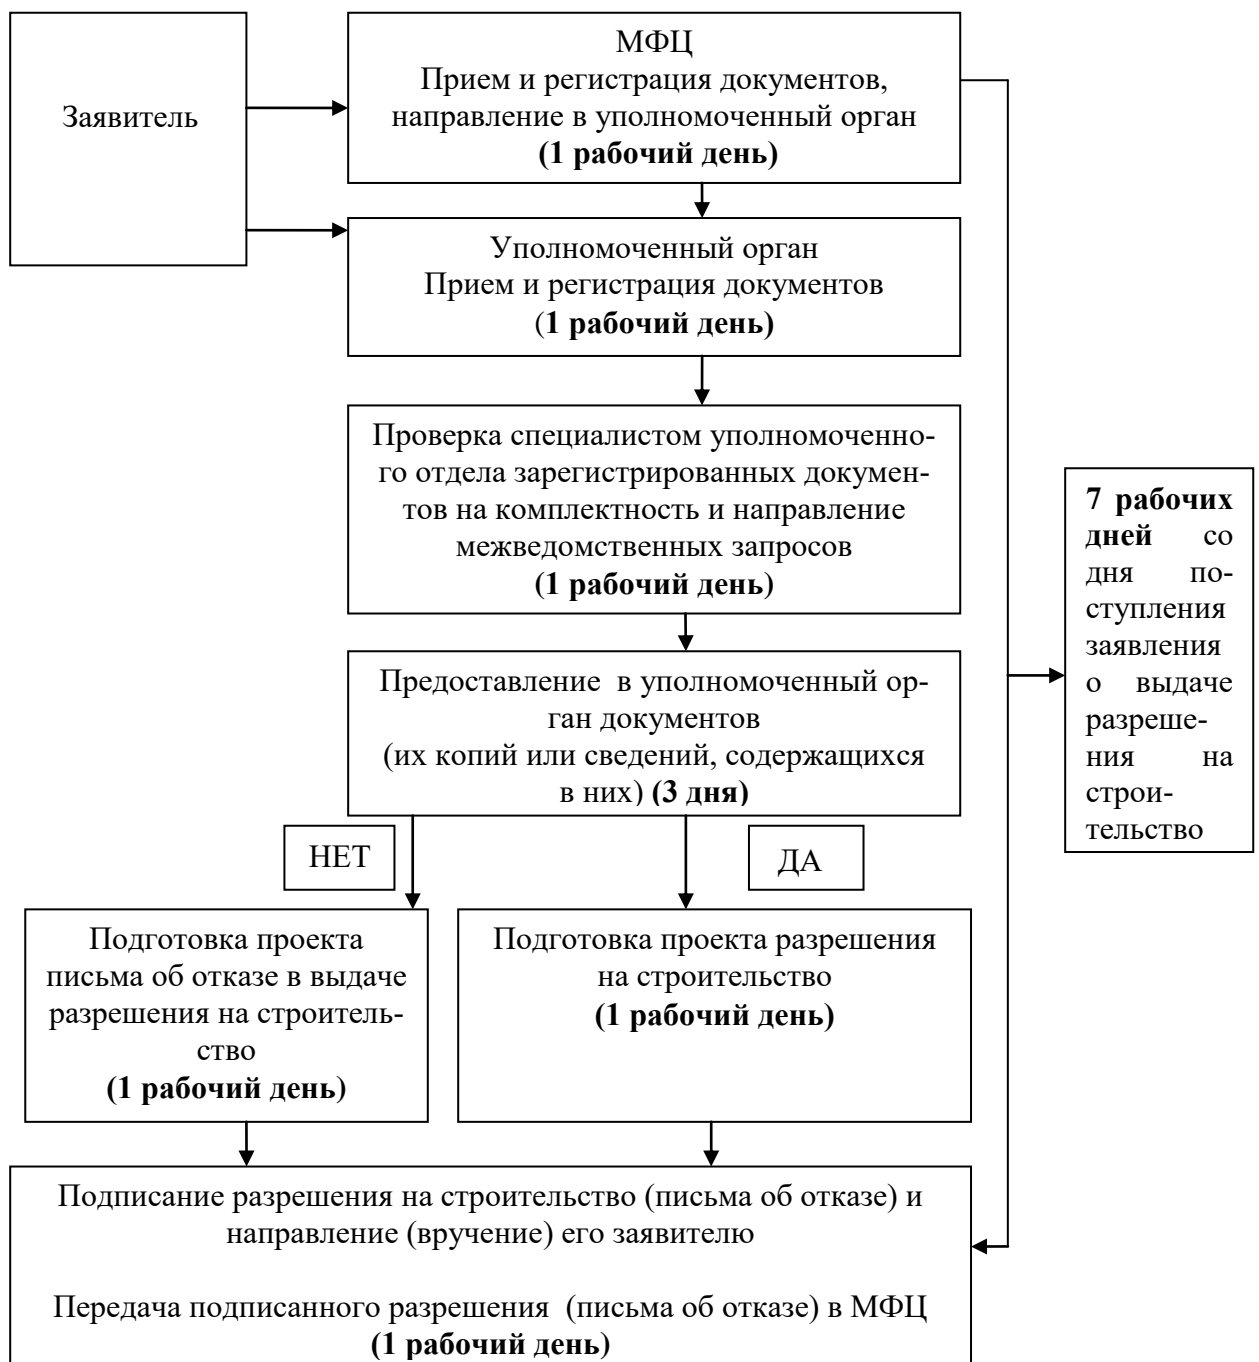 Заявитель
МФЦ
Прием и регистрация документов,
направление в уполномоченный орган
(1 рабочий день)
Уполномоченный орган
Прием и регистрация документов
(1 рабочий день)
Проверка специалистом уполномоченно-
го отдела зарегистрированных докумен-
тов на комплектность и направление
межведомственных запросов
(1 рабочий день)
7 рабочих
дней со
дня по-
ступления
заявления
о выдаче
разреше-
ния на
строи-
тельство
Предоставление в уполномоченный ор-
ган документов
(их копий или сведений, содержащихся
в них) (3 дня)
НЕТ
ДА
Подготовка проекта
письма об отказе в выдаче
разрешения на строитель-
ство
(1 рабочий день)
Подготовка проекта разрешения
на строительство
(1 рабочий день)
Подписание разрешения на строительство (письма об отказе) и
направление (вручение) его заявителю
Передача подписанного разрешения (письма об отказе) в МФЦ
(1 рабочий день)